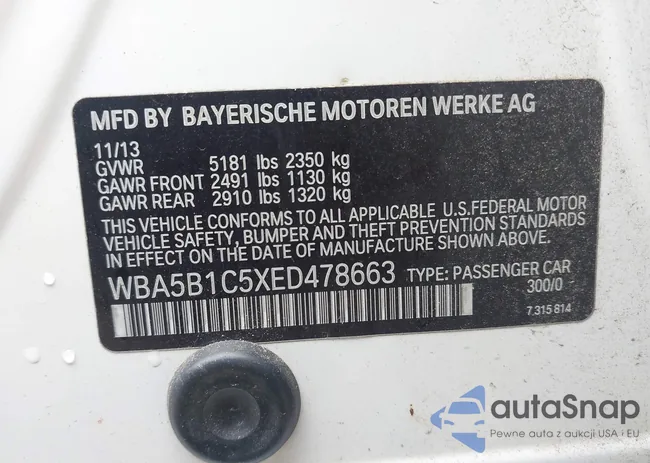 MFD BY BAYERISCHE MOTOREN WERKE AG
11/13
GVWR 5181 lbs 2350 kg
GAWR FRONT 2491 lbs 1130 kg
GAWR REAR 2910 lbs 1320 kg
THIS VEHICLE CONFORMS TO ALL APPLICABLE U.S.FEDERAL MOTOR
VEHICLE SAFETY, BUMPER AND THEFT PREVENTION STANDARDS
IN EFFECT ON THE DATE OF MANUFACTURE SHOWN ABOVE.
WBA5B1C5XED478663 TYPE: PASSENGER CAR
300/0
7 315 814
autaSnap
Pewne auta z aukcji USA i EU